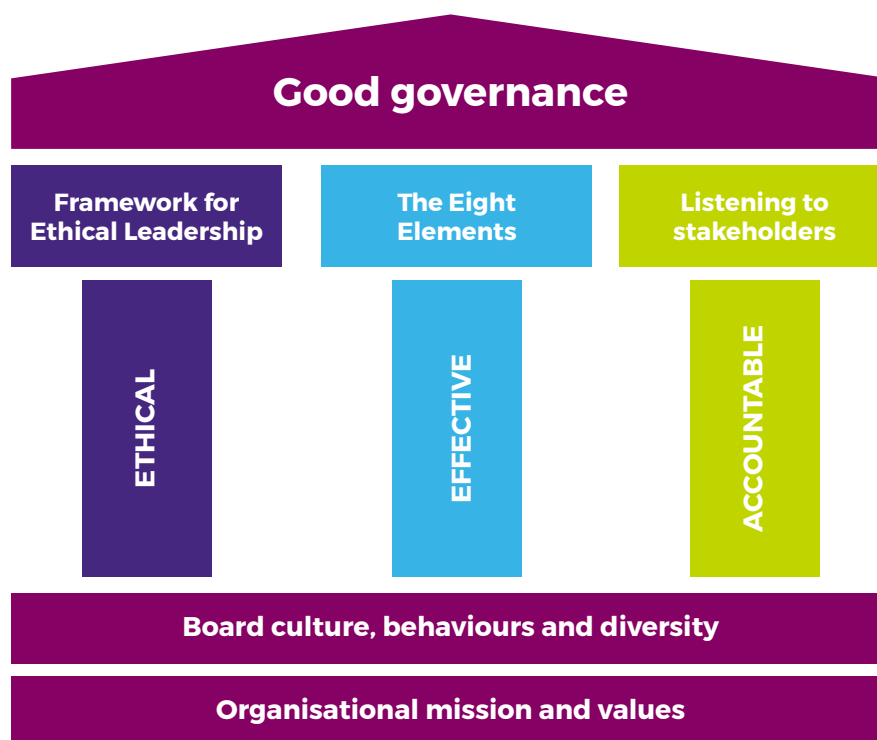 Good governance
Framework for
Ethical Leadership
The Eight
Elements
Listening to
stakeholders
ETHICAL
EFFECTIVE
ACCOUNTABLE
Board culture, behaviours and diversity
Organisational mission and values